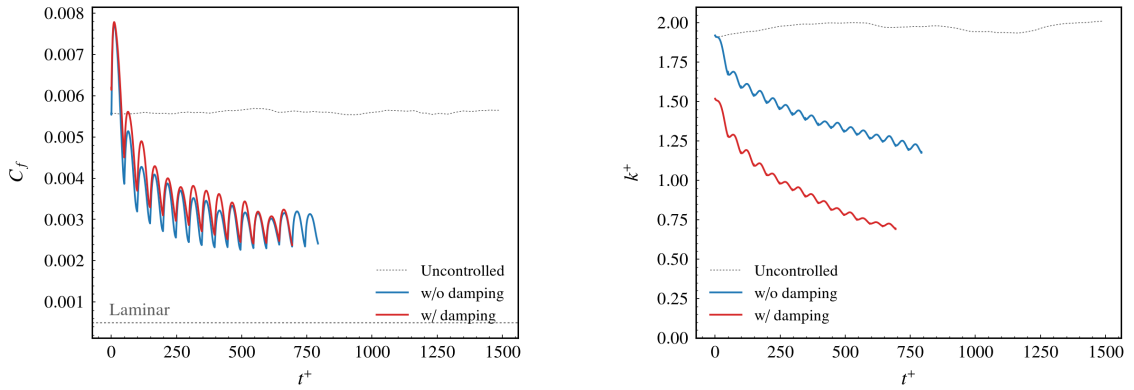 0.008
0.007
0.006
0.005
0.004
0.003
0.002
0.001
C_f
Laminar
Uncontrolled
w/o damping
w/ damping
0
250
500
750
1000
1250
1500
t^+
2.00
1.75
1.50
1.25
1.00
0.75
0.50
0.25
0.00
k^+
Uncontrolled
w/o damping
w/ damping
0
250
500
750
1000
1250
1500
t^+